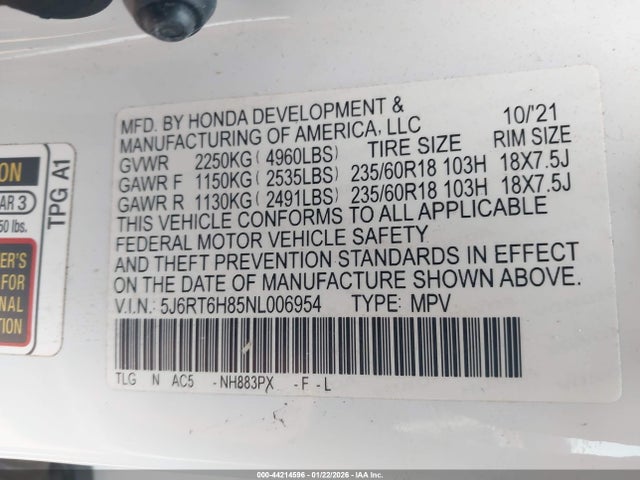 MFD. BY HONDA DEVELOPMENT & 10/'21
MANUFACTURING OF AMERICA, LLC
TIRE SIZE RIM SIZE
GVWR 2250KG( 4960LBS)
GAWR F 1150KG( 2535LBS) 235/60R18 103H 18X7.5J
GAWR R 1130KG( 2491LBS) 235/60R18 103H 18X7.5J
THIS VEHICLE CONFORMS TO ALL APPLICABLE
FEDERAL MOTOR VEHICLE SAFETY
AND THEFT PREVENTION STANDARDS IN EFFECT
ON THE DATE OF MANUFACTURE SHOWN ABOVE.
V.I.N.: 5J6RT6H85NL006954 TYPE: MPV
TLG N AC5 -NH883PX -F-L
TPG A1
ON
AR 3
50 lbs.
ER'S
FOR
NAL
TION
000-44214596 - 01/22/2026 - IAA Inc.